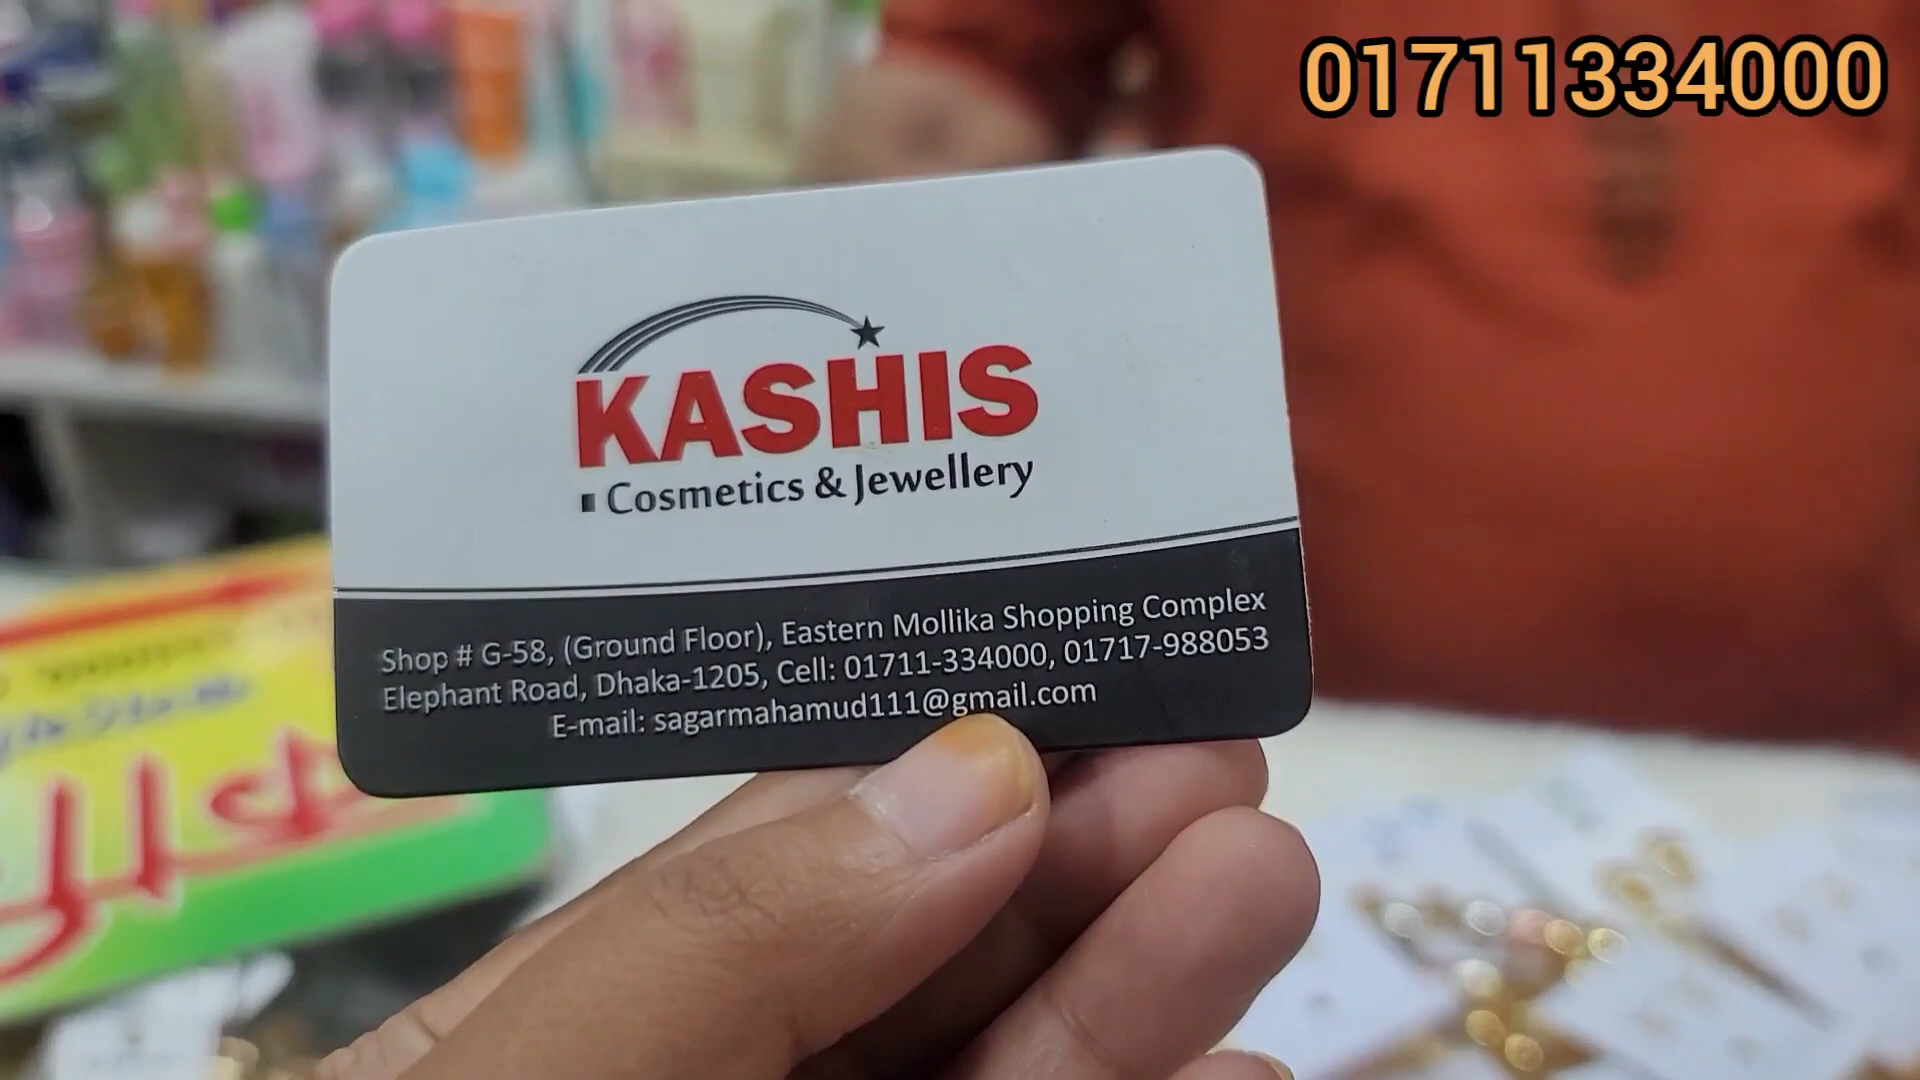 01711334000
KASHIS
Cosmetics & Jewellery
Shop # G-58, (Ground Floor), Eastern Mollika Shopping Complex
Elephant Road, Dhaka-1205, Cell: 01711-334000, 01717-988053
E-mail: sagarmahamud111@gmail.com